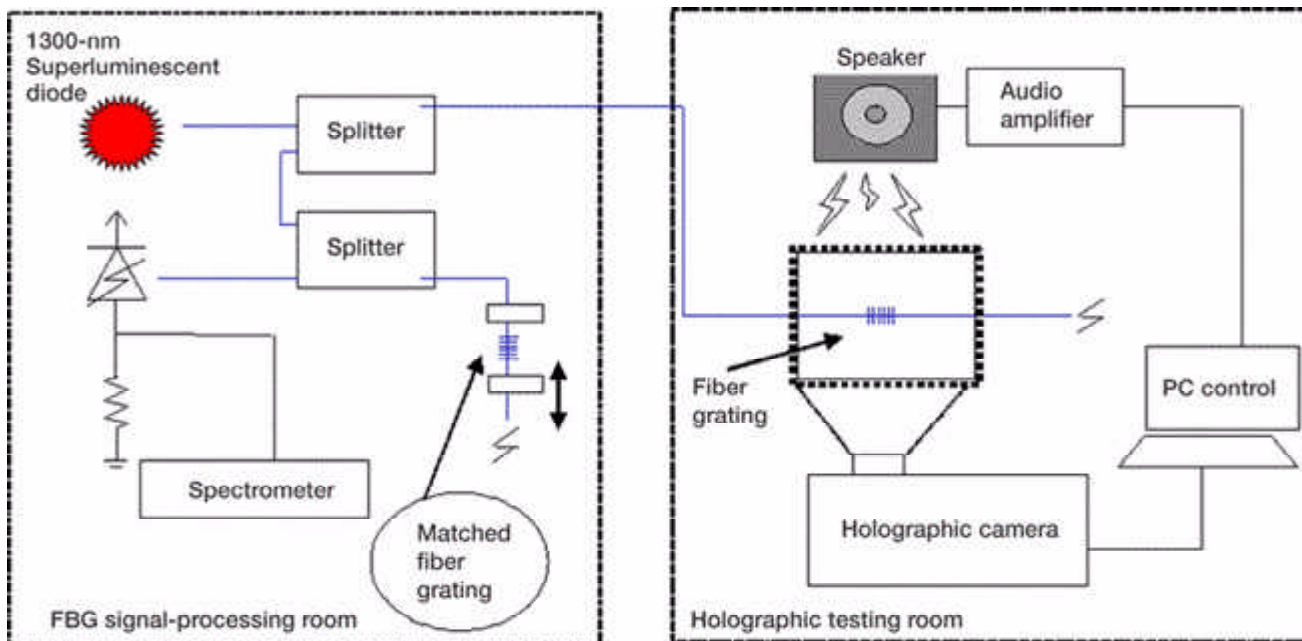 1300-nm
Superluminescent
diode
Splitter
Splitter
Spectrometer
Matched
fiber
grating
FBG signal-processing room
Speaker
Audio
amplifier
Fiber
grating
PC control
Holographic camera
Holographic testing room